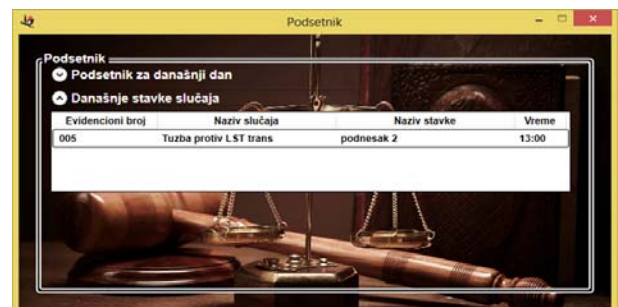 Podsetnik
Podsetnik
Podsetnik za današnji dan
Današnje stavke slučaja
Evidencioni broj Naziv slučaja Naziv stavke Vreme
005 Tuzba protiv LST trans podnesak 2 13:00